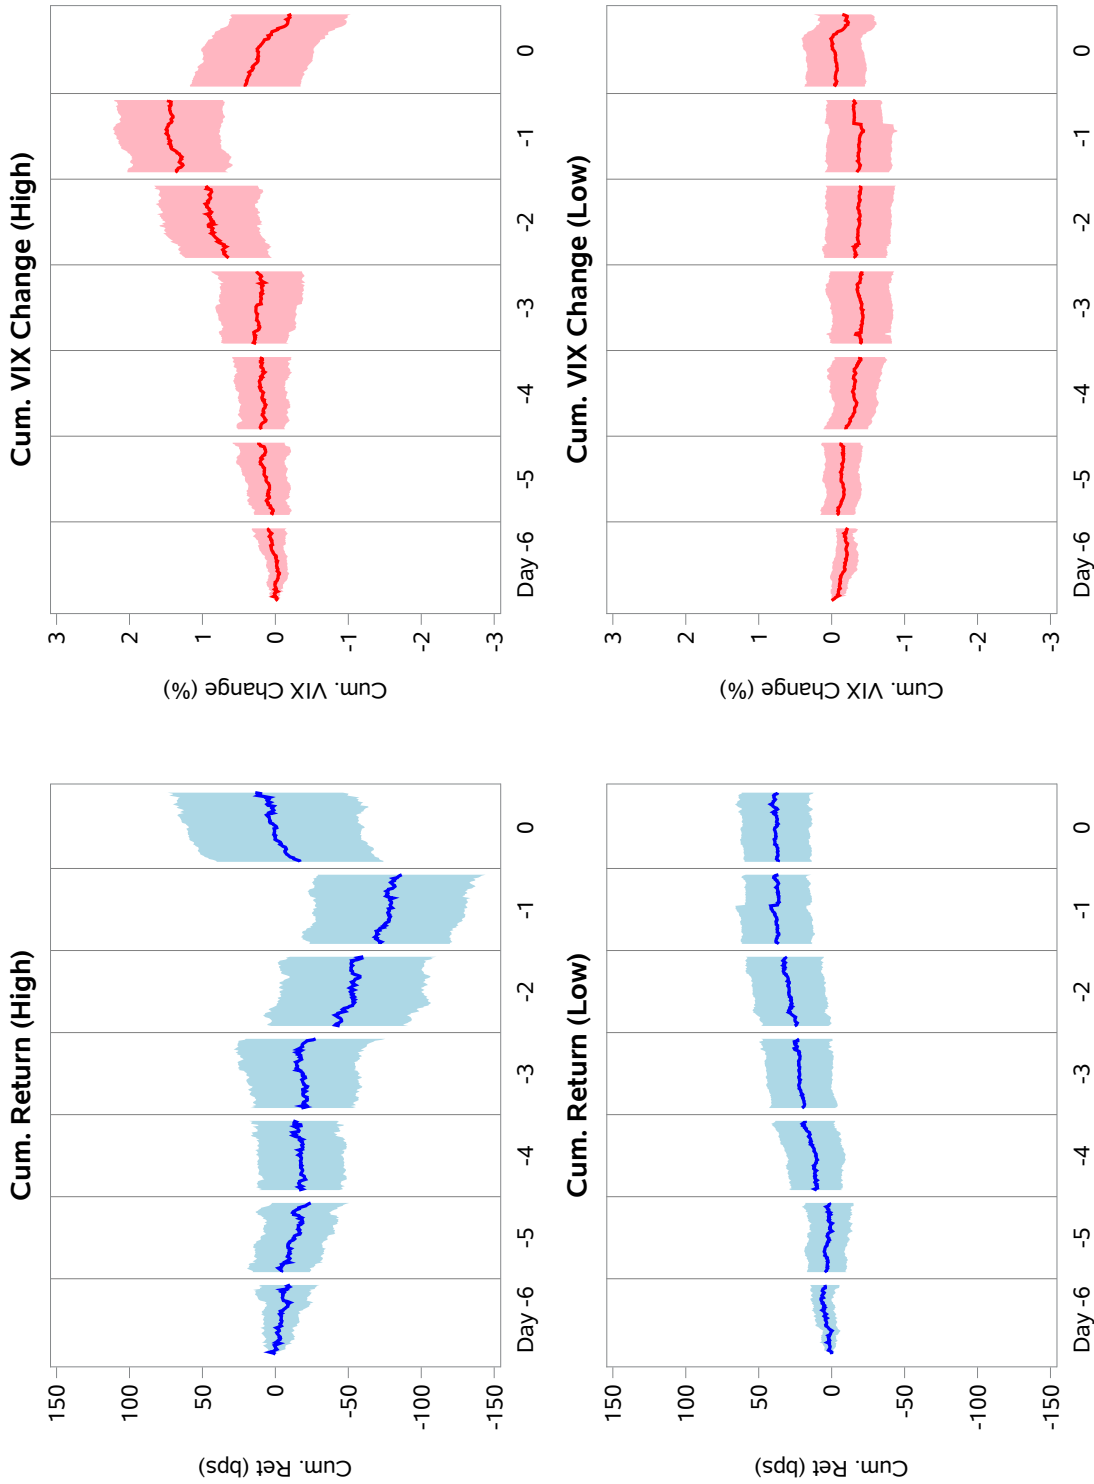 Cum. Return (High)
Cum. Ret (bps)
150
100
50
0
-50
-100
-150
Day -6 -5 -4 -3 -2 -1 0
Cum. VIX Change (High)
Cum. VIX Change (%)
3
2
1
0
-1
-2
-3
Day -6 -5 -4 -3 -2 -1 0
Cum. Return (Low)
Cum. Ret (bps)
150
100
50
0
-50
-100
-150
Day -6 -5 -4 -3 -2 -1 0
Cum. VIX Change (Low)
Cum. VIX Change (%)
3
2
1
0
-1
-2
-3
Day -6 -5 -4 -3 -2 -1 0